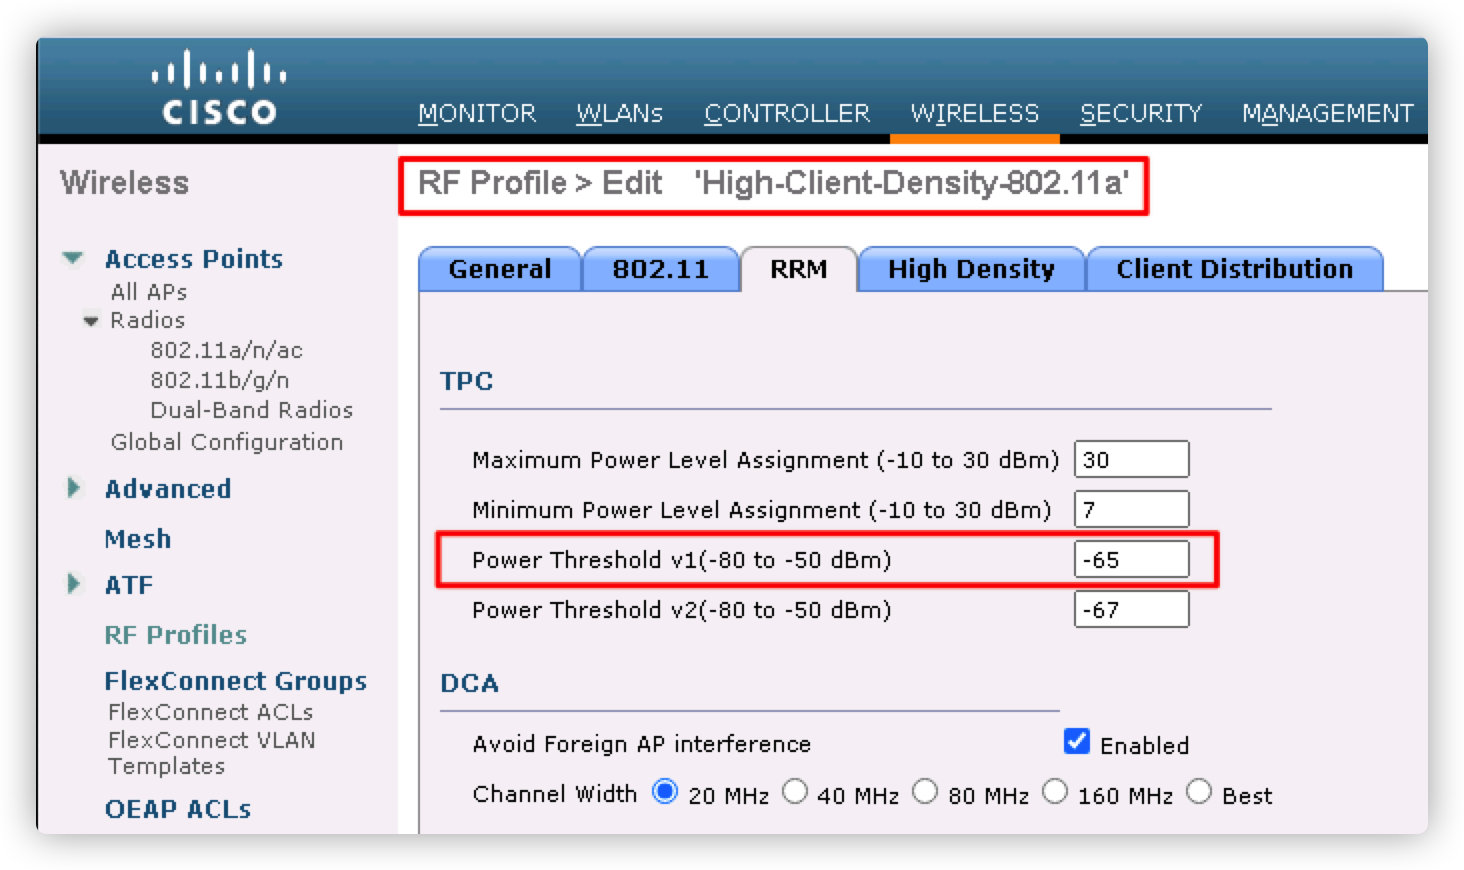 CISCO
MONITOR WLANs CONTROLLER WIRELESS SECURITY MANAGEMENT
Wireless
Access Points
All APs
Radios
802.11a/n/ac
802.11b/g/n
Dual-Band Radios
Global Configuration
Advanced
Mesh
ATF
RF Profiles
FlexConnect Groups
FlexConnect ACLs
FlexConnect VLAN
Templates
OEAP ACLs
RF Profile > Edit 'High-Client-Density-802.11a'
General 802.11 RRM High Density Client Distribution
TPC
Maximum Power Level Assignment (-10 to 30 dBm) 30
Minimum Power Level Assignment (-10 to 30 dBm) 7
Power Threshold v1(-80 to -50 dBm) -65
Power Threshold v2(-80 to -50 dBm) -67
DCA
Avoid Foreign AP interference Enabled
Channel Width 20 MHz 40 MHz 80 MHz 160 MHz Best